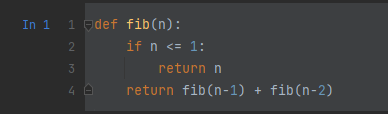 In 1 1 def fib(n):
2     if n <= 1:
3         return n
4     return fib(n-1) + fib(n-2)